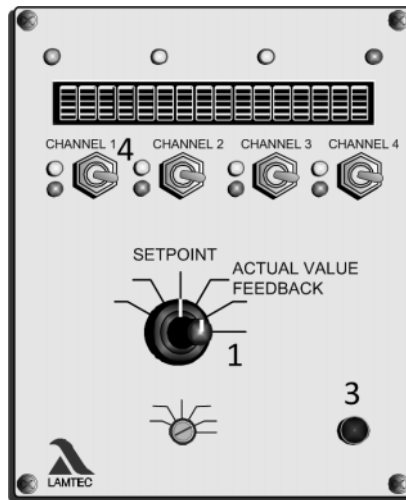 CHANNEL 1
4
CHANNEL 2
CHANNEL 3
CHANNEL 4
SETPOINT
ACTUAL VALUE
FEEDBACK
1
3
LAMTEC